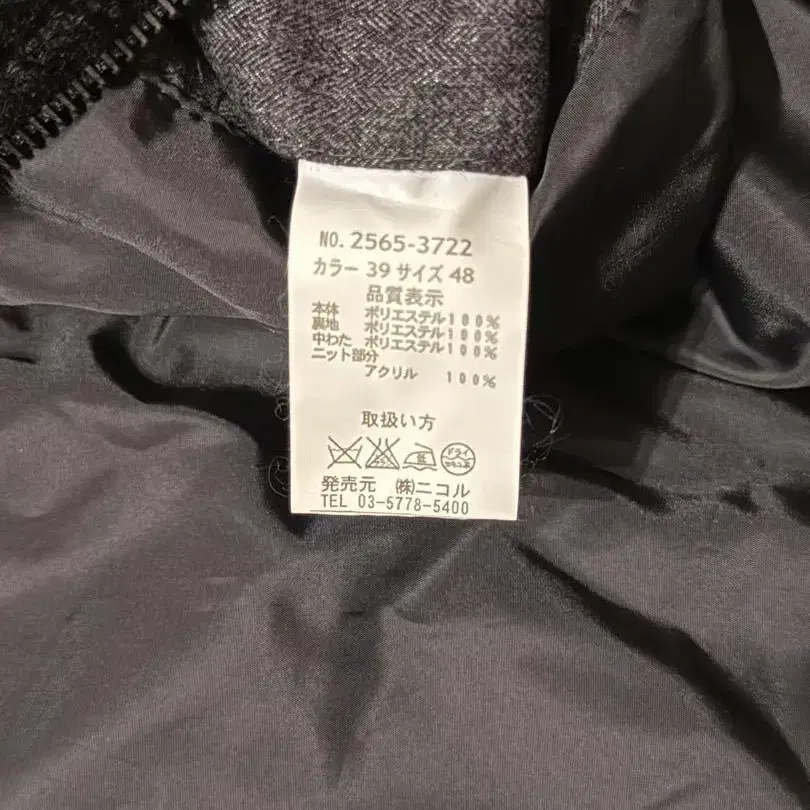 NO. 2565-3722
カラー 39 サイズ 48
品質表示
本体 ポリエステル100%
裏地 ポリエステル100%
中わた ポリエステル100%
ニット部分
アクリル 100%
取扱い方
ドライ
発売元 (株)ニコル
TEL 03-5778-5400